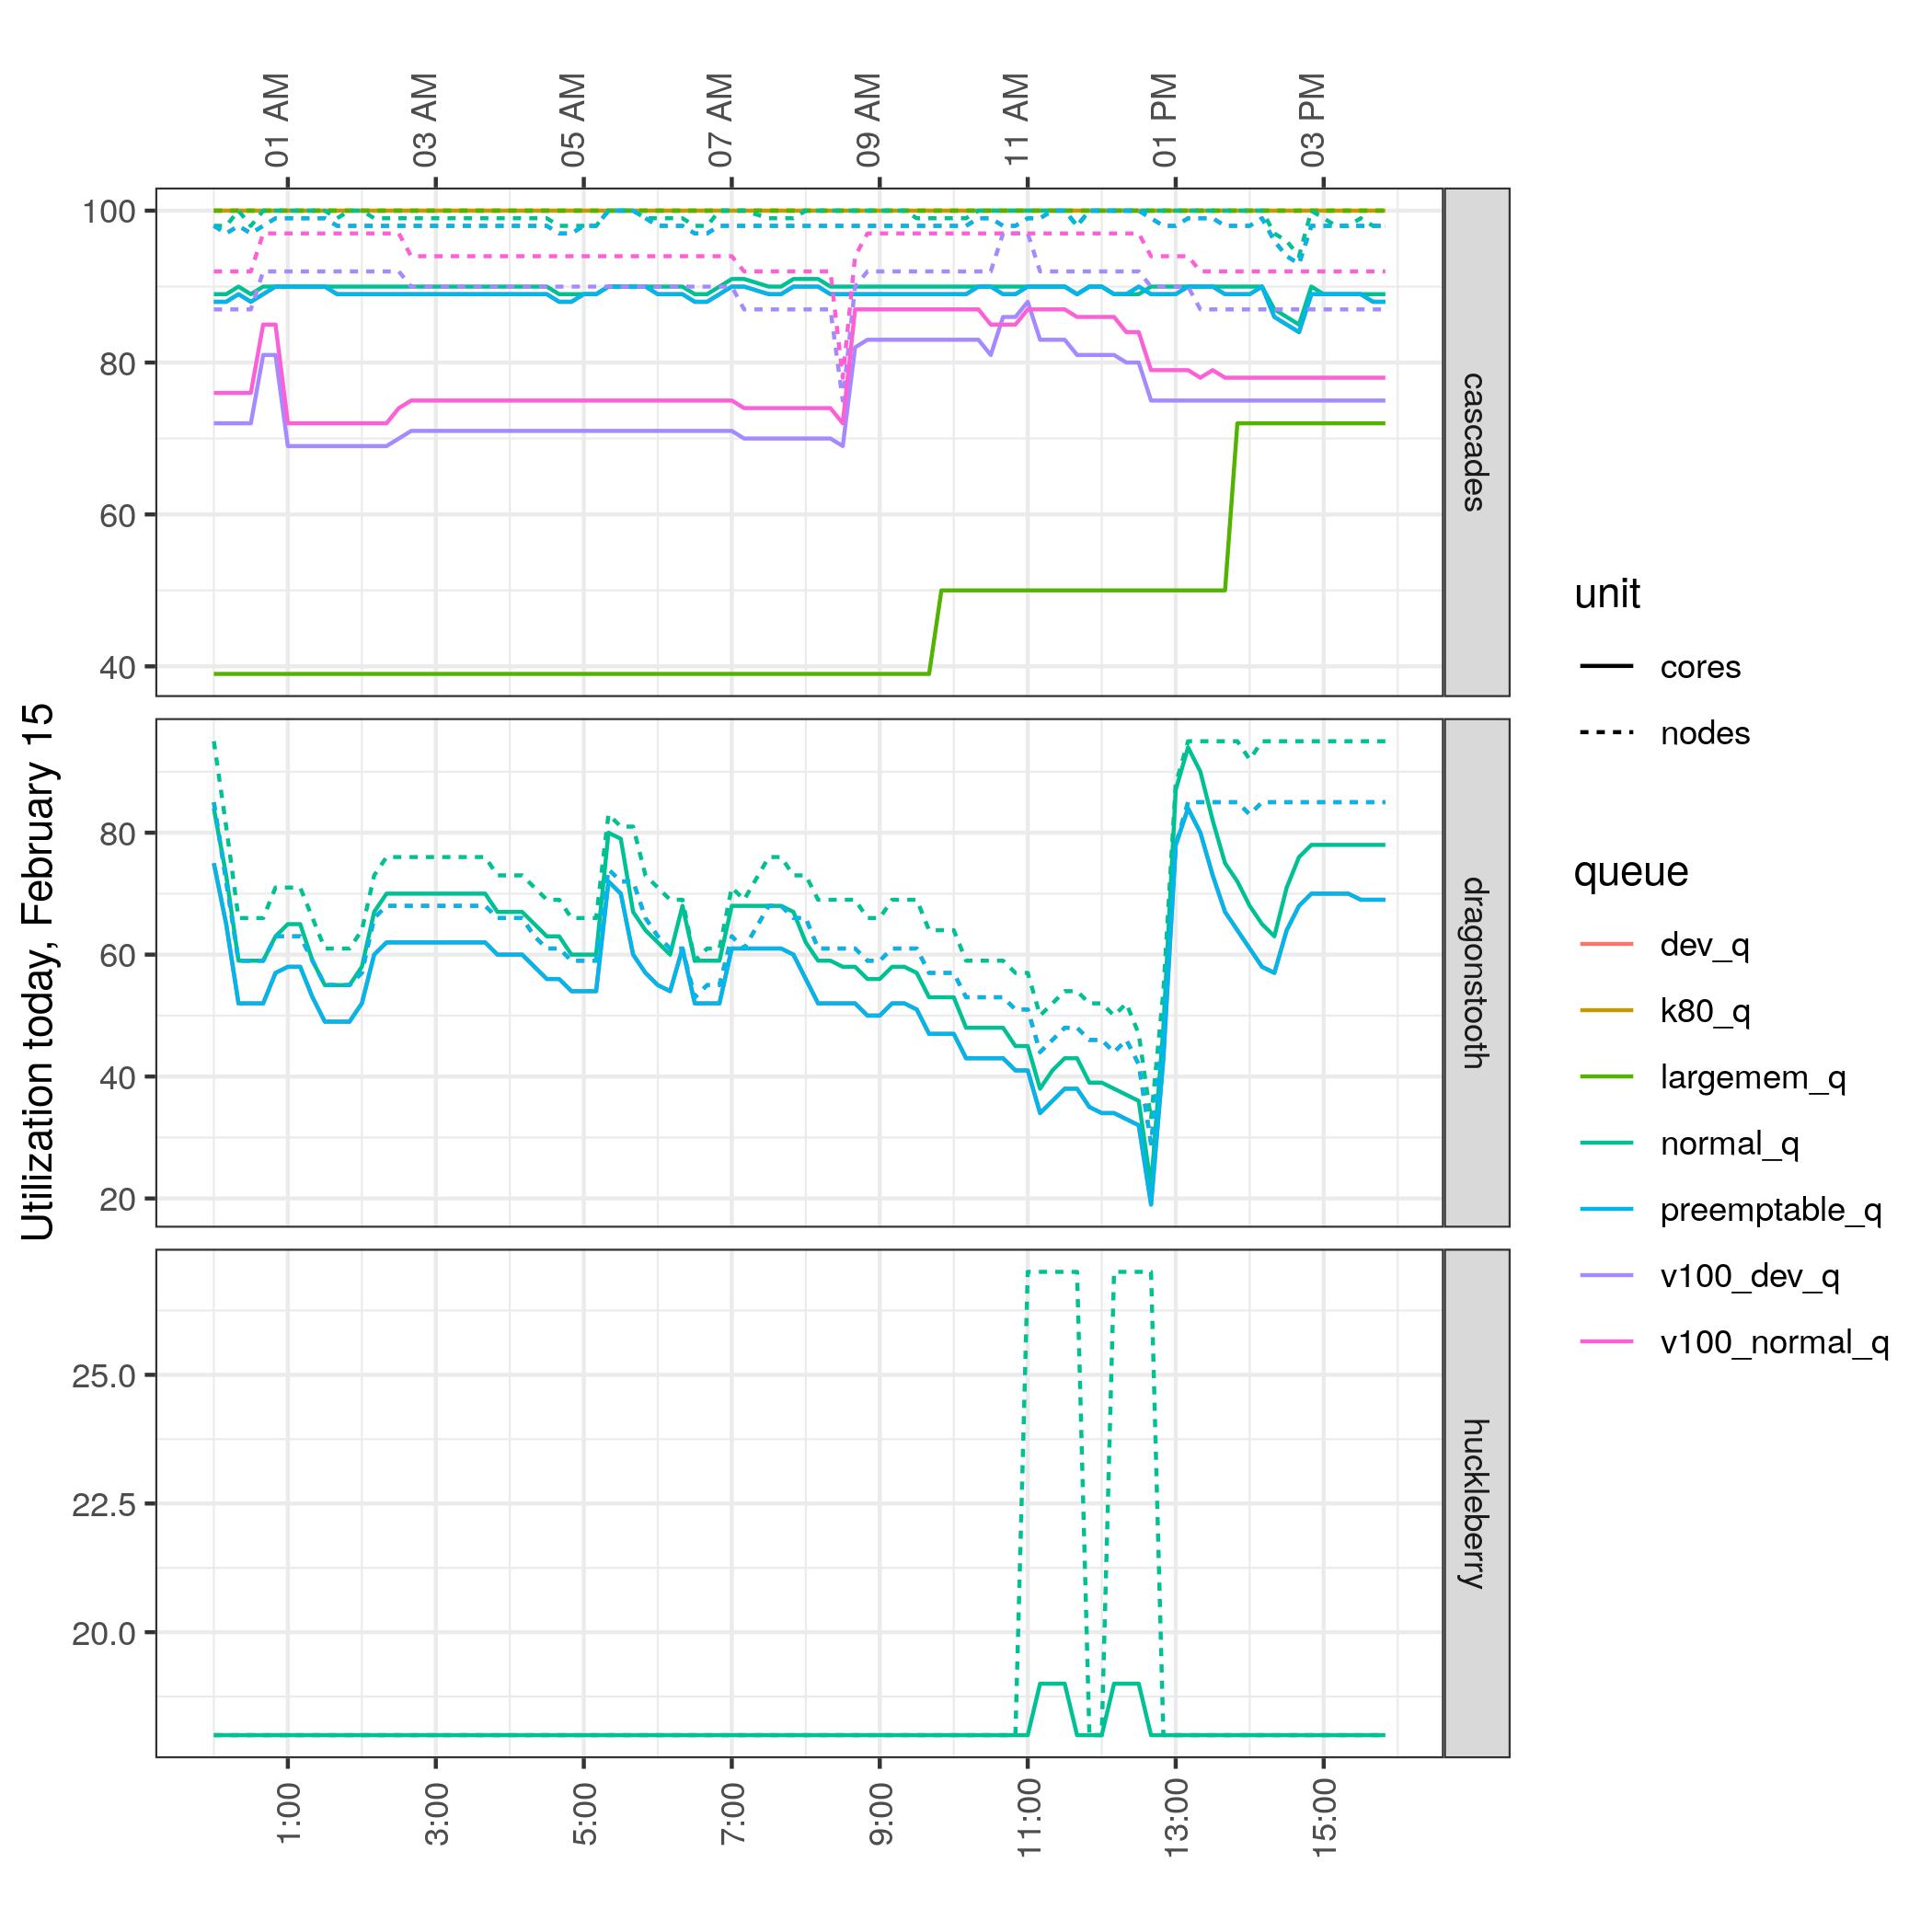 01 AM
03 AM
05 AM
07 AM
09 AM
11 AM
01 PM
03 PM
Utilization today, February 15
100
80
60
40
cascades
80
60
40
20
dragonstooth
25.0
22.5
20.0
huckleberry
1:00
3:00
5:00
7:00
9:00
11:00
13:00
15:00
unit
cores
nodes
queue
dev_q
k80_q
largemem_q
normal_q
preemptable_q
v100_dev_q
v100_normal_q